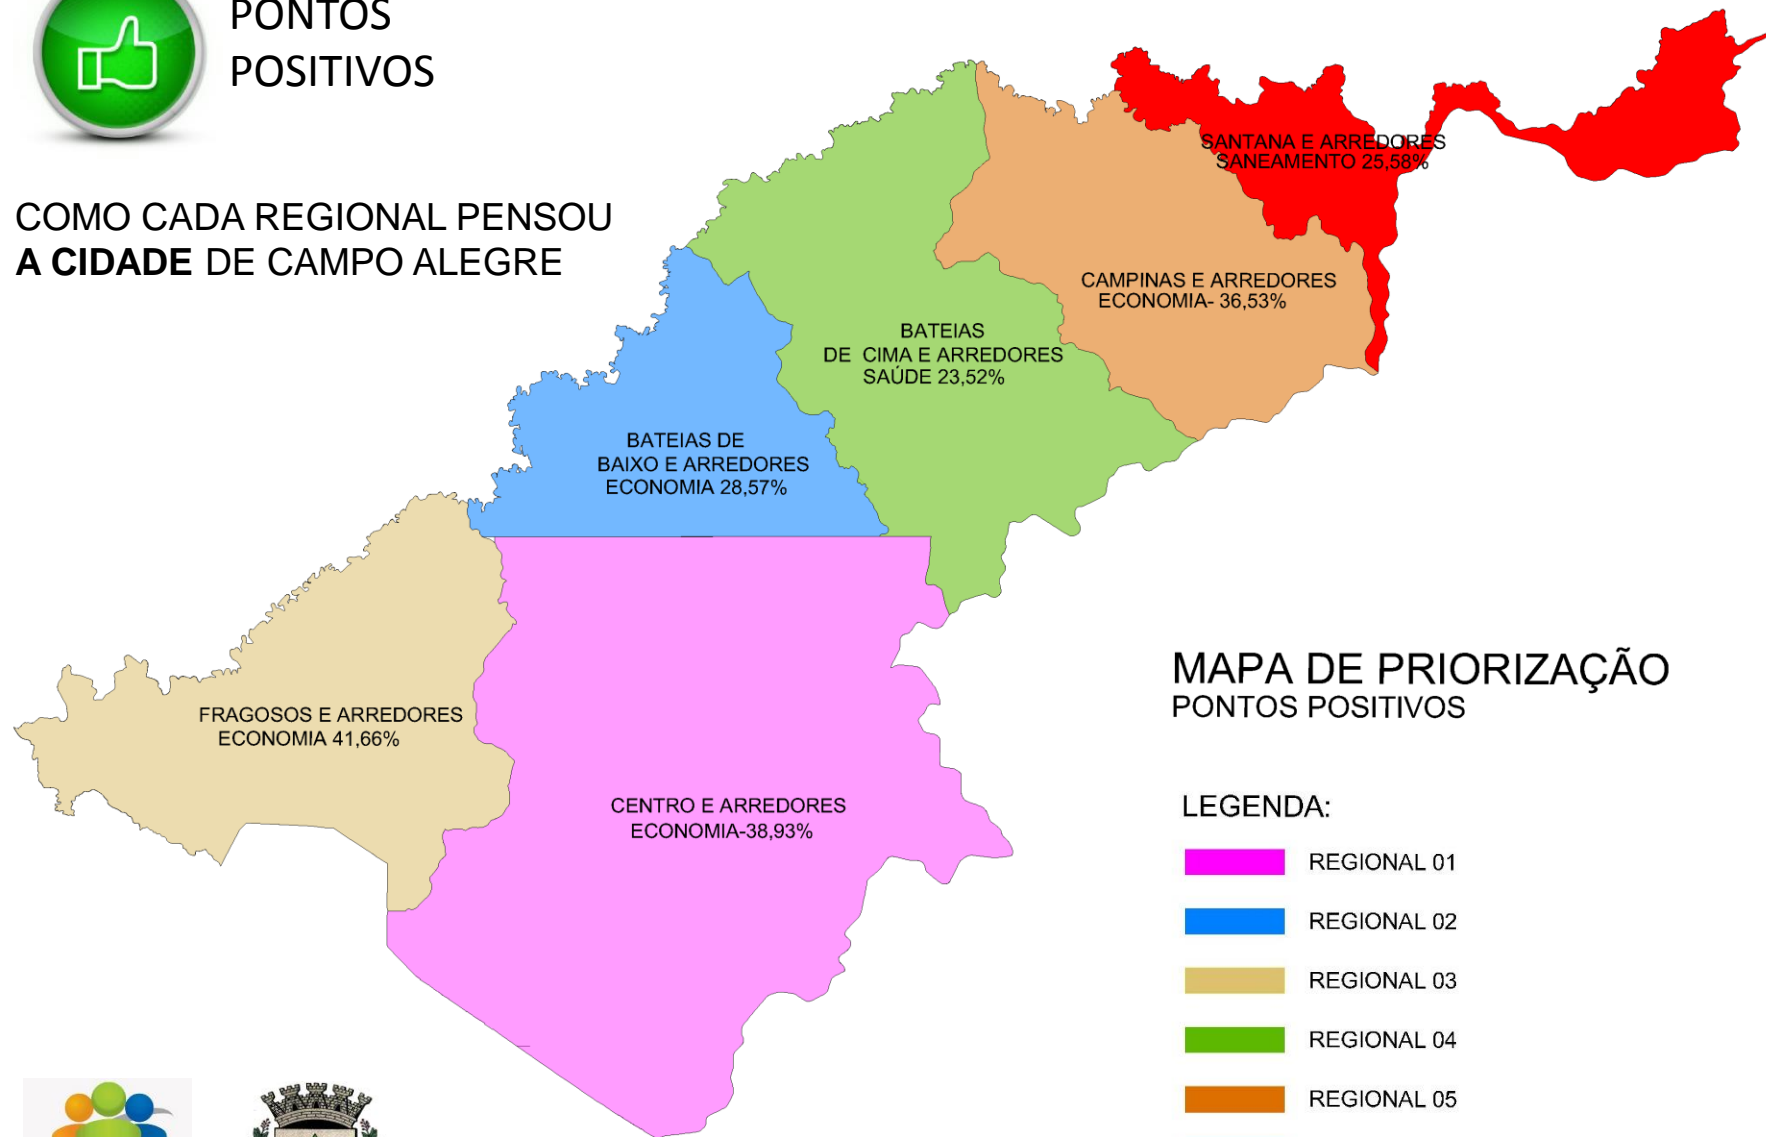 PONTOS
POSITIVOS
COMO CADA REGIONAL PENSOU
A CIDADE DE CAMPO ALEGRE
SANTANA E ARREDORES
SANEAMENTO 25,58%
CAMPINAS E ARREDORES
ECONOMIA- 36,53%
BATEIAS
DE CIMA E ARREDORES
SAÚDE 23,52%
BATEIAS DE
BAIXO E ARREDORES
ECONOMIA 28,57%
FRAGOSOS E ARREDORES
ECONOMIA 41,66%
CENTRO E ARREDORES
ECONOMIA-38,93%
MAPA DE PRIORIZAÇÃO
PONTOS POSITIVOS
LEGENDA:
REGIONAL 01
REGIONAL 02
REGIONAL 03
REGIONAL 04
REGIONAL 05